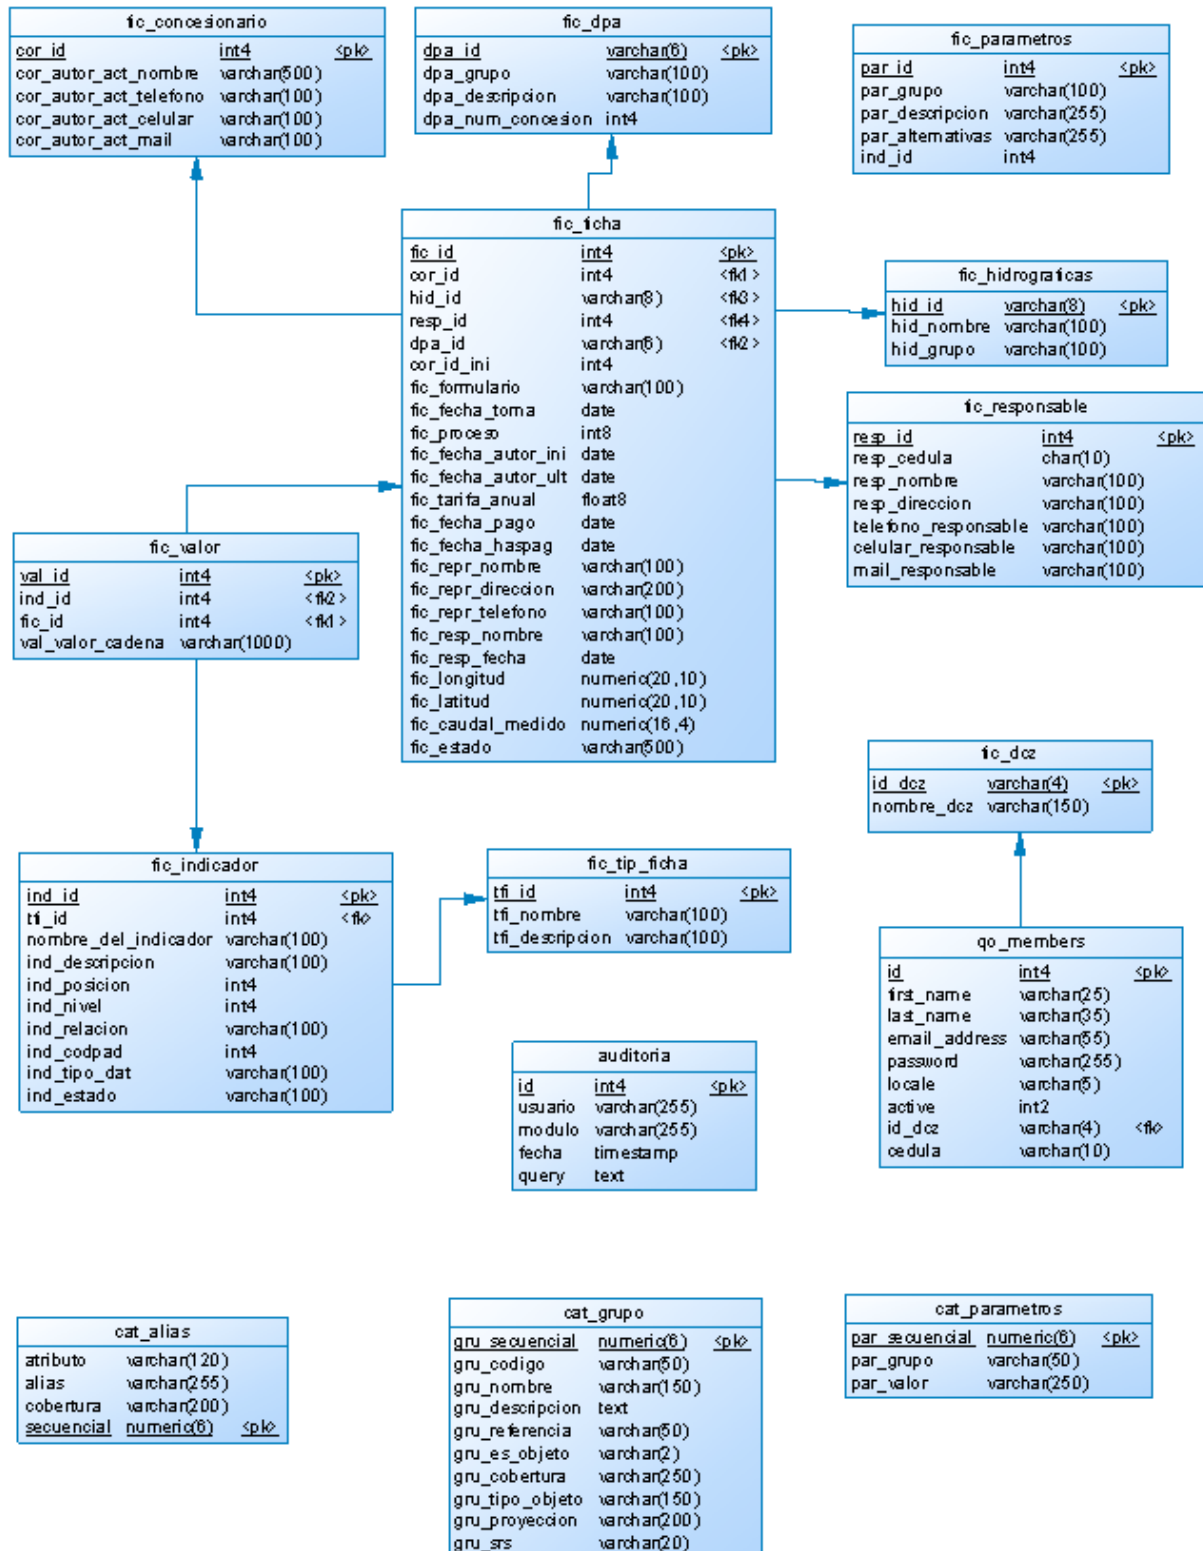 fic_concesionario
cor_id int4 <pk>
cor_autor_act_nombre varchar(500)
cor_autor_act_telefono varchar(100)
cor_autor_act_celular varchar(100)
cor_autor_act_mail varchar(100)
fic_dpa
dpa_id varchar(6) <pk>
dpa_grupo varchar(100)
dpa_descripcion varchar(100)
dpa_num_concesion int4
fic_parametros
par_id int4 <pk>
par_grupo varchar(100)
par_descripcion varchar(255)
par_alternativas varchar(255)
ind_id int4
fic_ficha
fic_id int4 <pk>
cor_id int4 <fk1>
hid_id varchar(8) <fk3>
resp_id int4 <fk4>
dpa_id varchar(6) <fk2>
cor_id_ini int4
fic_formulario varchar(100)
fic_fecha_toma date
fic_proceso int8
fic_fecha_autor_ini date
fic_fecha_autor_ult date
fic_tarifa_anual float8
fic_fecha_pago date
fic_fecha_haspag date
fic_repr_nombre varchar(100)
fic_repr_direccion varchar(200)
fic_repr_telefono varchar(100)
fic_resp_nombre varchar(100)
fic_resp_fecha date
fic_longitud numeric(20,10)
fic_latitud numeric(20,10)
fic_caudal_medido numeric(16,4)
fic_estado varchar(500)
fic_hidrograficas
hid_id varchar(8) <pk>
hid_nombre varchar(100)
hid_grupo varchar(100)
fic_responsable
resp_id int4 <pk>
resp_cedula char(10)
resp_nombre varchar(100)
resp_direccion varchar(100)
telefono_responsable varchar(100)
celular_responsable varchar(100)
mail_responsable varchar(100)
fic_valor
val_id int4 <pk>
ind_id int4 <fk2>
fic_id int4 <fk1>
val_valor_cadena varchar(1000)
fic_dcz
id_dcz varchar(4) <pk>
nombre_dcz varchar(150)
fic_indicador
ind_id int4 <pk>
tfi_id int4 <fk>
nombre_del_indicador varchar(100)
ind_descripcion varchar(100)
ind_posicion int4
ind_nivel int4
ind_relacion varchar(100)
ind_codpad int4
ind_tipo_dat varchar(100)
ind_estado varchar(100)
fic_tip_ficha
tfi_id int4 <pk>
tfi_nombre varchar(100)
tfi_descripcion varchar(100)
qo_members
id int4 <pk>
first_name varchar(25)
last_name varchar(35)
email_address varchar(55)
password varchar(255)
locale varchar(5)
active int2
id_dcz varchar(4) <fk>
cedula varchar(10)
auditoria
id int4 <pk>
usuario varchar(255)
modulo varchar(255)
fecha timestamp
query text
cat_alias
atributo varchar(120)
alias varchar(255)
cobertura varchar(200)
secuencial numeric(6) <pk>
cat_grupo
gru_secuencial numeric(6) <pk>
gru_codigo varchar(50)
gru_nombre varchar(150)
gru_descripcion text
gru_referencia varchar(50)
gru_es_objeto varchar(2)
gru_cobertura varchar(250)
gru_tipo_objeto varchar(150)
gru_proyeccion varchar(200)
gru_srs varchar(20)
cat_parametros
par_secuencial numeric(6) <pk>
par_grupo varchar(50)
par_valor varchar(250)